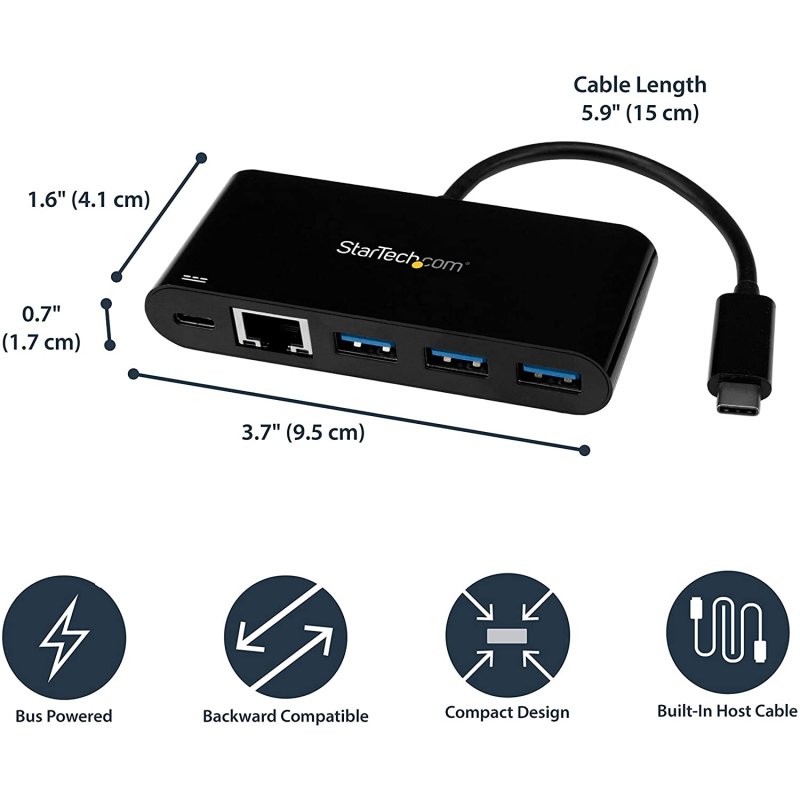 Cable Length
5.9" (15 cm)
1.6" (4.1 cm)
StarTech.com®
0.7"
(1.7 cm)
3.7" (9.5 cm)
Bus Powered
Backward Compatible
Compact Design
Built-In Host Cable